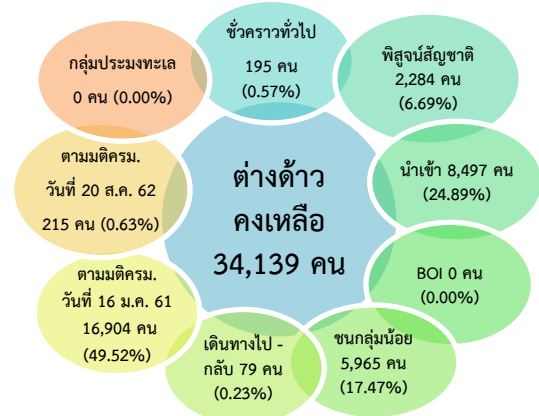 ชั่วคราวทั่วไป
195 คน
(0.57%)
พิสูจน์สัญชาติ
2,284 คน
(6.69%)
นำเข้า 8,497 คน
(24.89%)
BOI 0 คน
(0.00%)
ชนกลุ่มน้อย
5,965 คน
(17.47%)
เดินทางไป -
กลับ 79 คน
(0.23%)
ตามมติครม.
วันที่ 16 ม.ค. 61
16,904 คน
(49.52%)
ตามมติครม.
วันที่ 20 ส.ค. 62
215 คน (0.63%)
กลุ่มประมงทะเล
0 คน (0.00%)
ต่างด้าว
คงเหลือ
34,139 คน